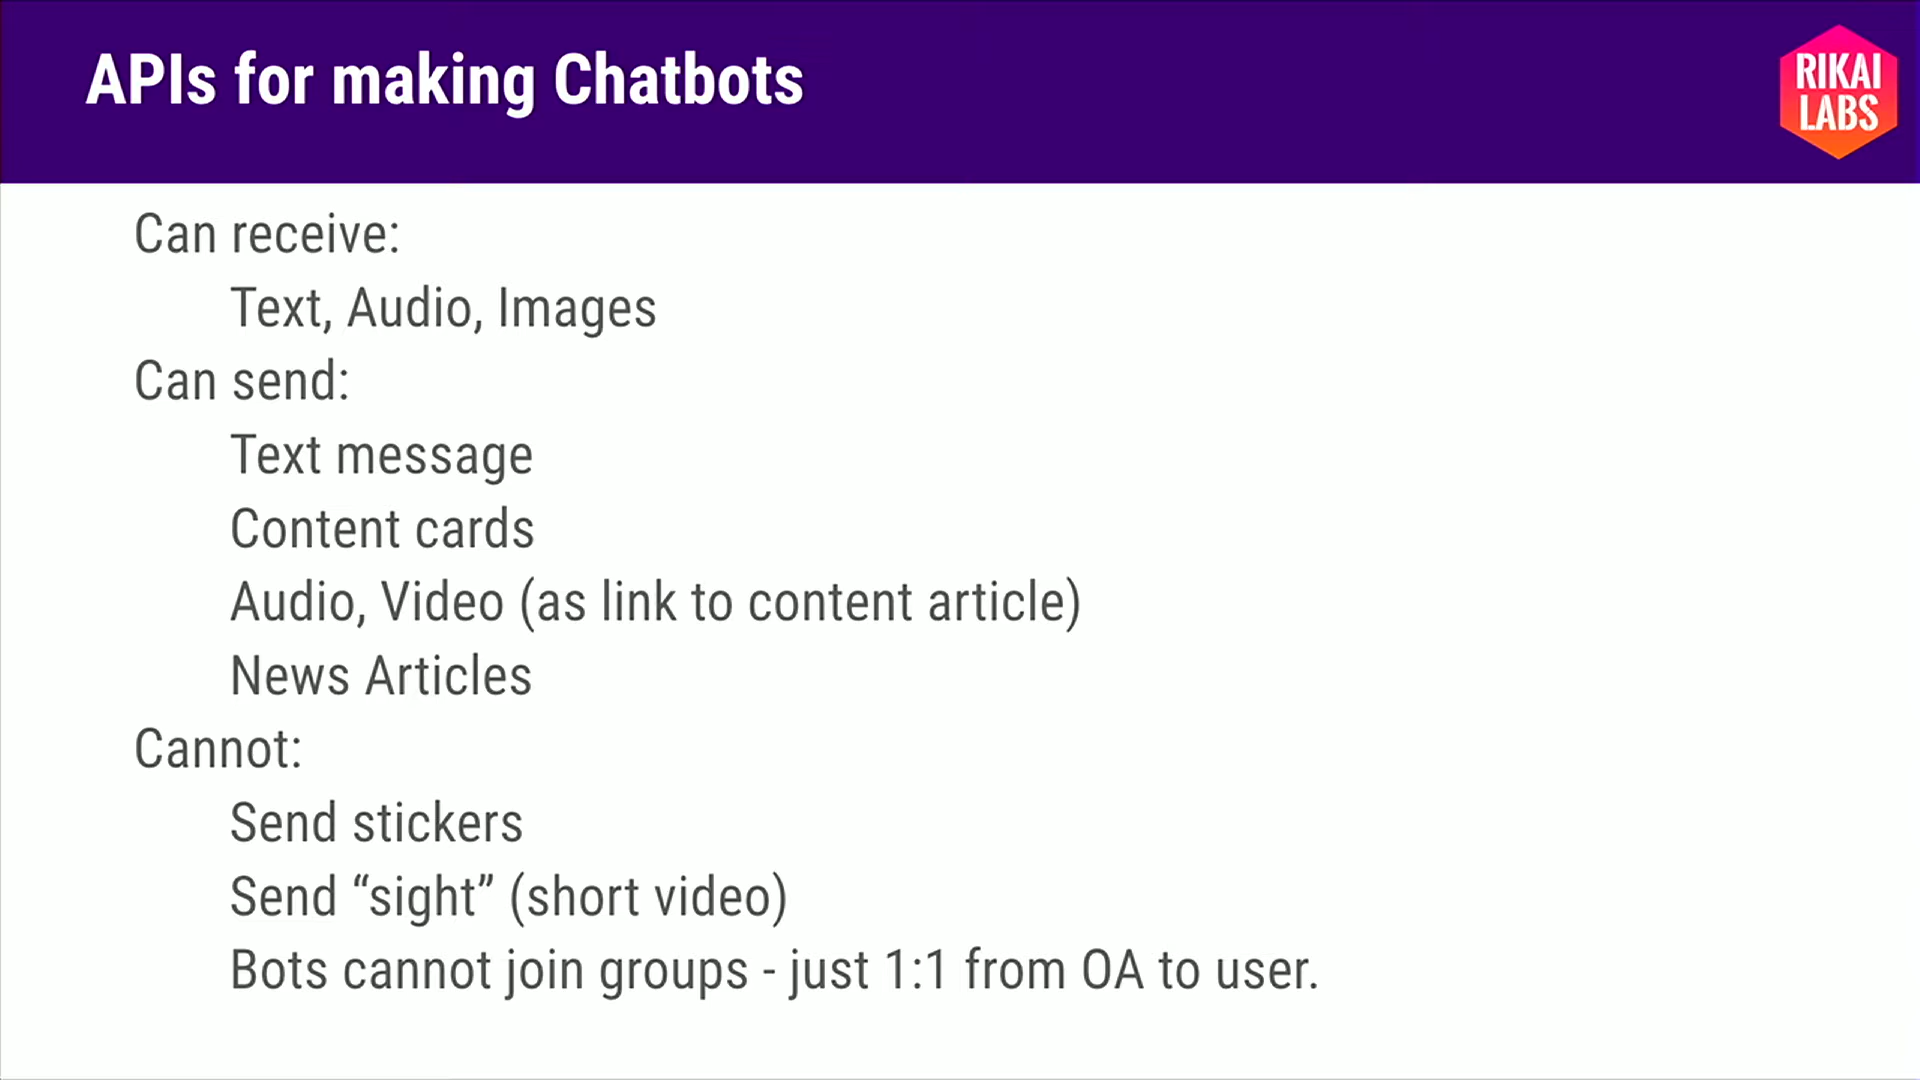 APIs for making Chatbots
RIKAI
LABS
Can receive:
Text, Audio, Images
Can send:
Text message
Content cards
Audio, Video (as link to content article)
News Articles
Cannot:
Send stickers
Send “sight” (short video)
Bots cannot join groups - just 1:1 from OA to user.